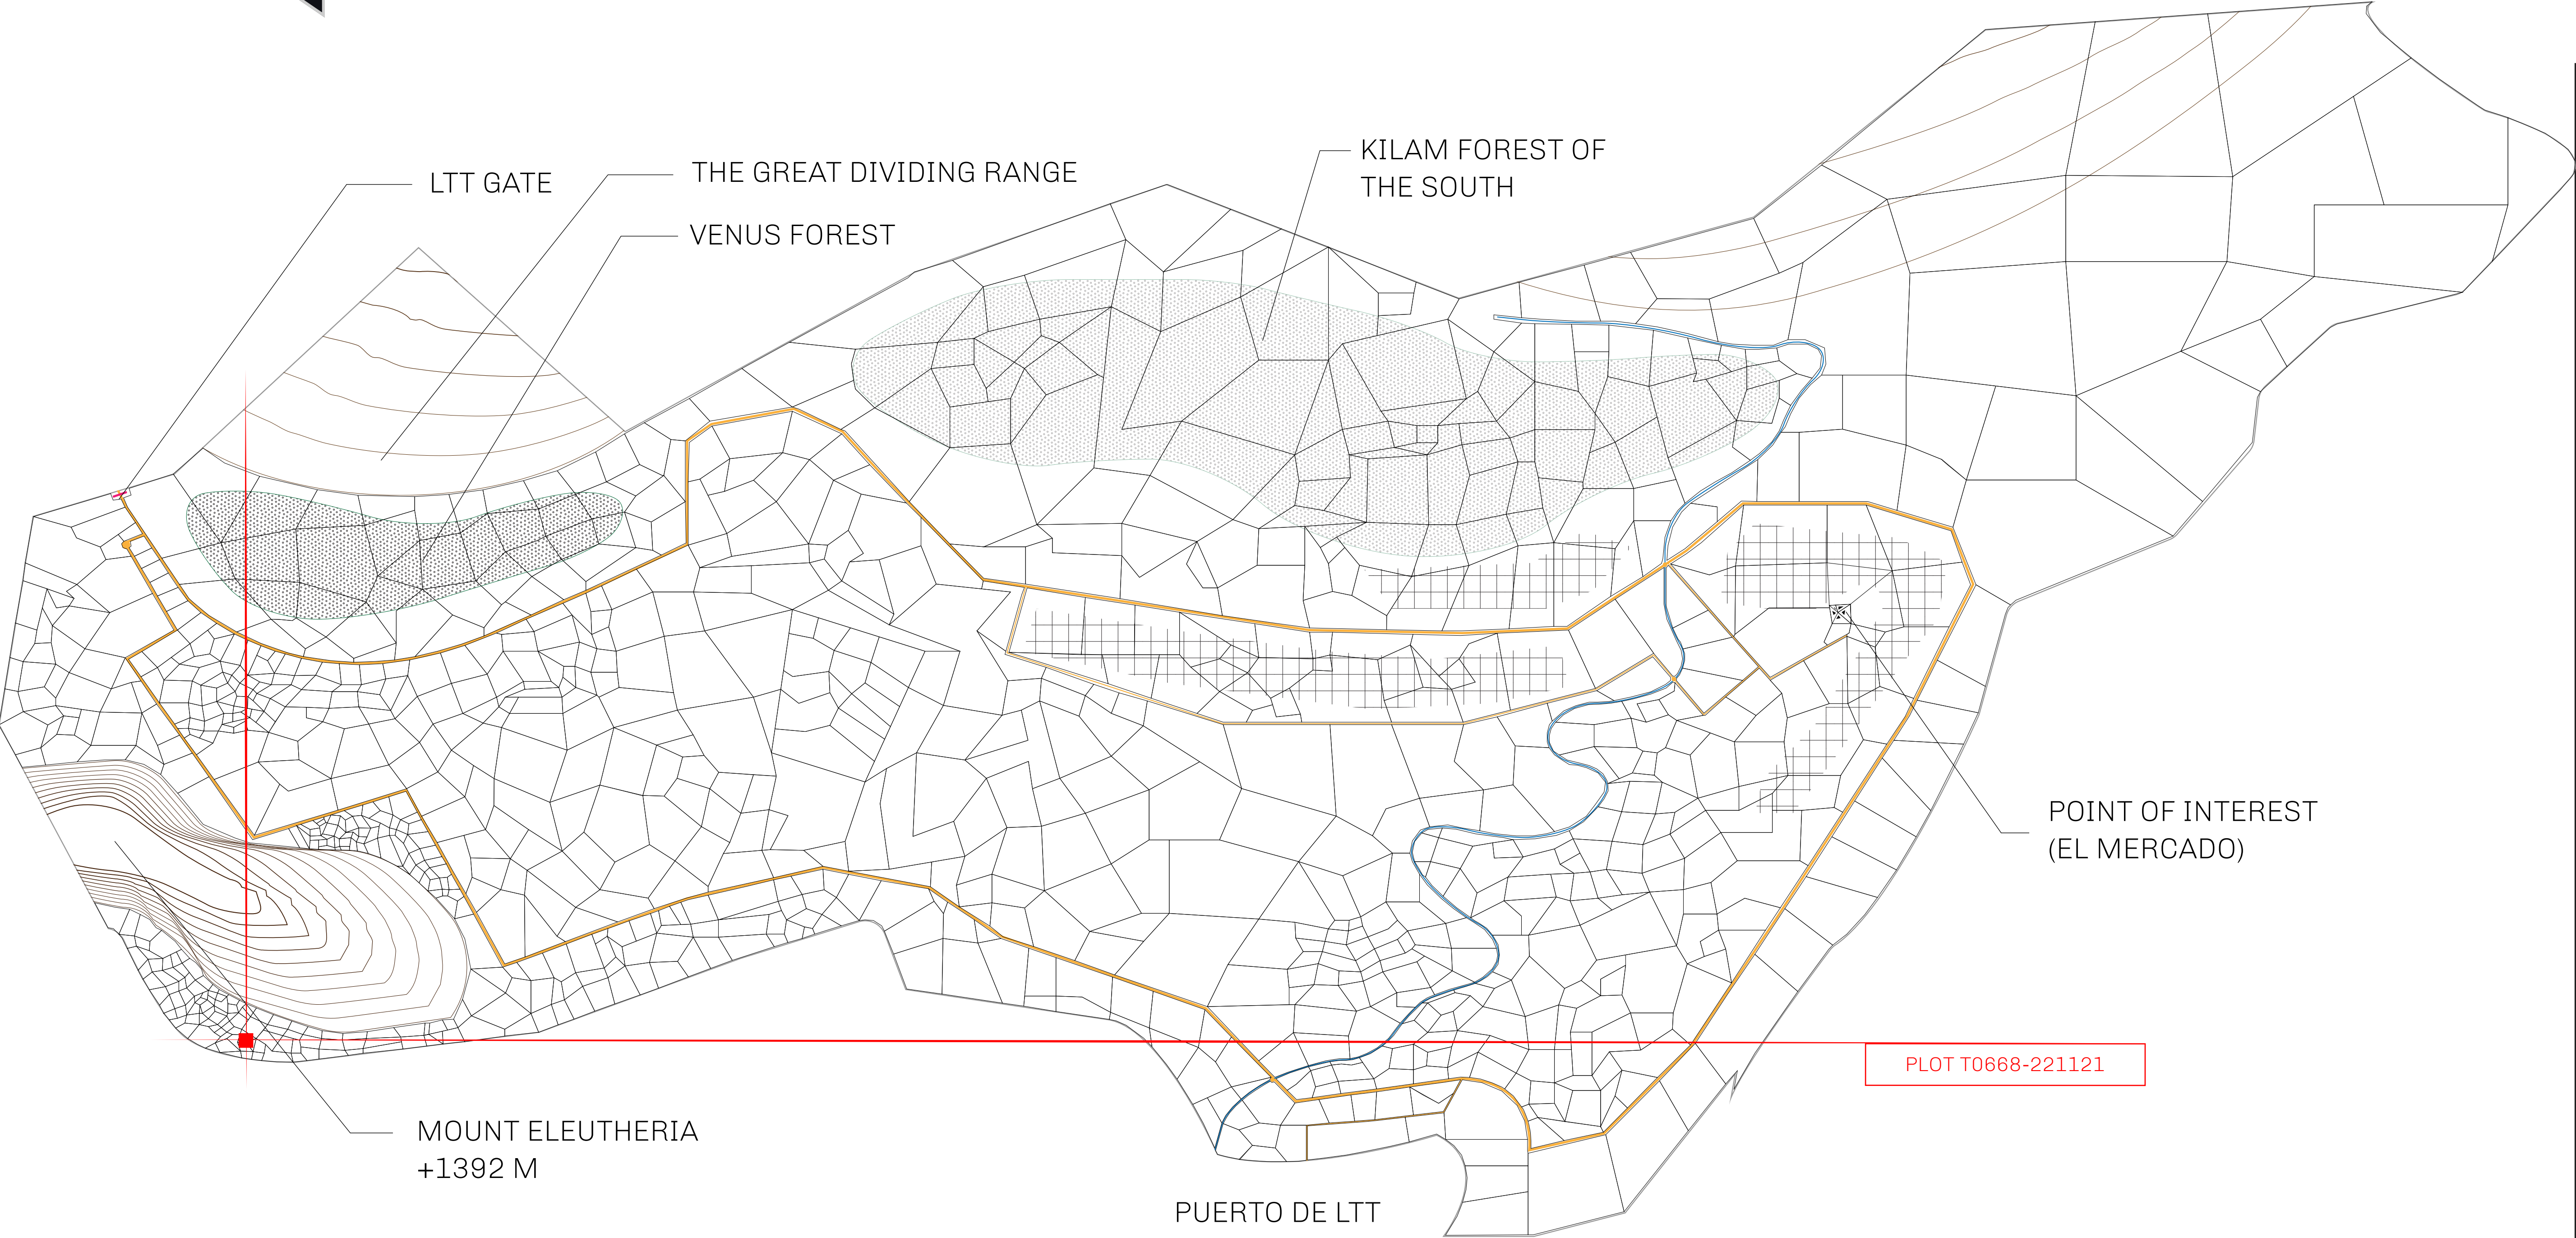 LTT GATE
THE GREAT DIVIDING RANGE
VENUS FOREST
KILAM FOREST OF
THE SOUTH
POINT OF INTEREST
(EL MERCADO)
PLOT T0668-221121
MOUNT ELEUTHERIA
+1392 M
PUERTO DE LTT